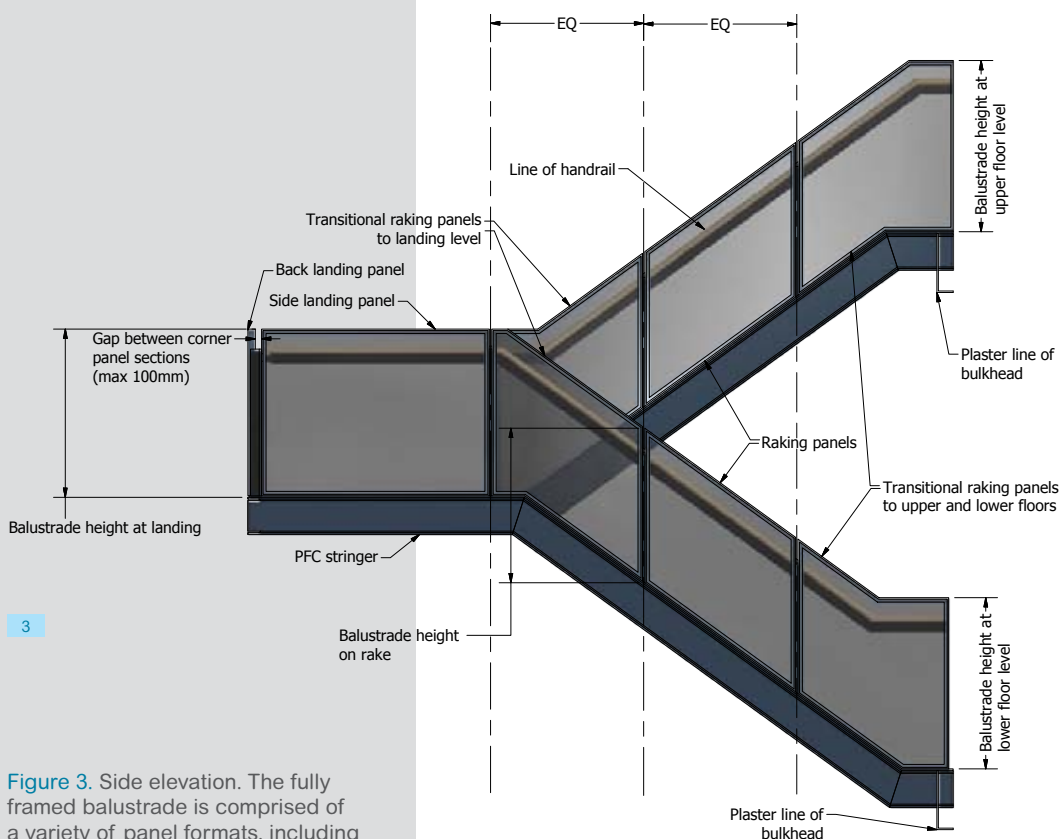 EQ
EQ
Balustrade height at
upper floor level
Line of handrail
Transitional raking panels
to landing level
Back landing panel
Side landing panel
Gap between corner
panel sections
(max 100mm)
Plaster line of
bulkhead
Raking panels
Transitional raking panels
to upper and lower floors
Balustrade height at landing
PFC stringer
3
Balustrade height
on rake
Balustrade height at
lower floor level
Figure 3. Side elevation. The fully
framed balustrade is comprised of
a variety of panel formats, including
Plaster line of
bulkhead